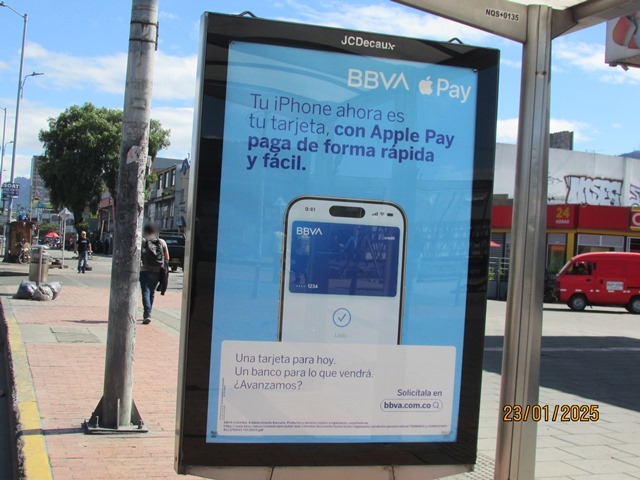 NQS+0135
JCDecaux
BBVA Pay
Tu iPhone ahora es
tu tarjeta, con Apple Pay
paga de forma rápida
y fácil.
9:41
BBVA
1234
Listo
Una tarjeta para hoy.
Un banco para lo que vendrá.
¿Avanzamos?
Solicítala en
bbva.com.co
24
HORAS
23/01/2025